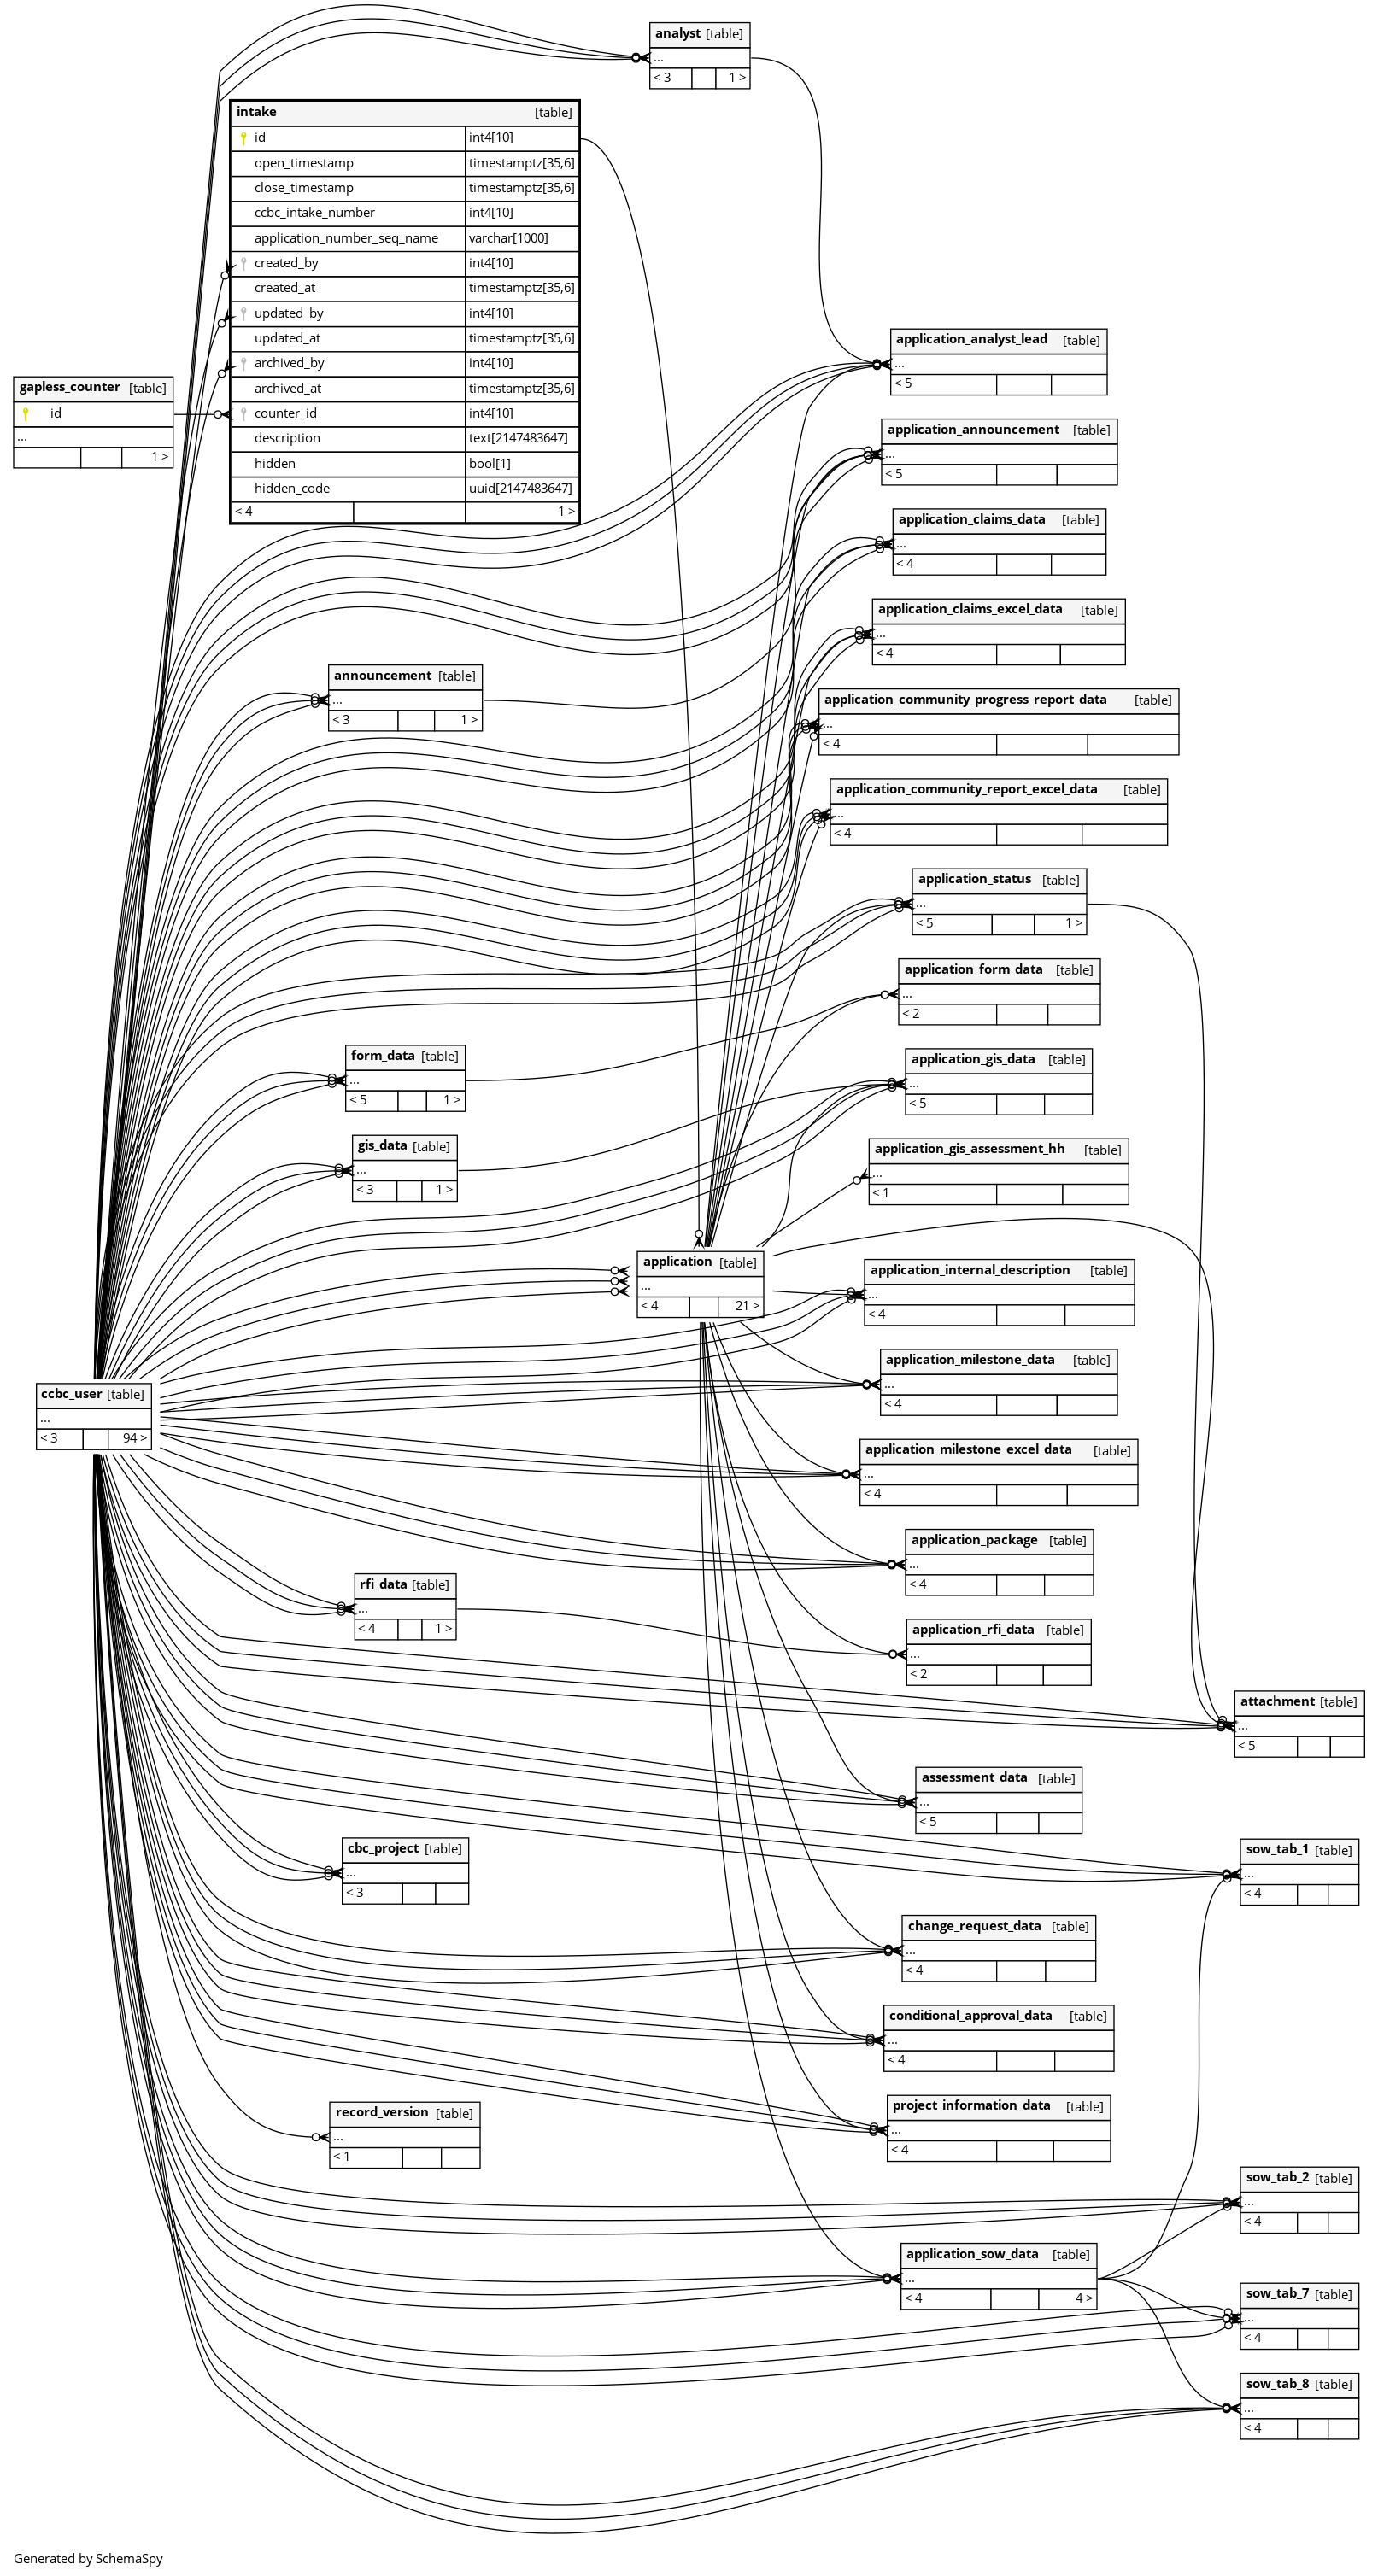 analyst [table]
...
< 3 1 >
intake [table]
id int4[10]
open_timestamp timestamptz[35,6]
close_timestamp timestamptz[35,6]
ccbc_intake_number int4[10]
application_number_seq_name varchar[1000]
created_by int4[10]
created_at timestamptz[35,6]
updated_by int4[10]
updated_at timestamptz[35,6]
archived_by int4[10]
archived_at timestamptz[35,6]
counter_id int4[10]
description text[2147483647]
hidden bool[1]
hidden_code uuid[2147483647]
< 4 1 >
gapless_counter [table]
id
...
1 >
application_analyst_lead [table]
...
< 5
application_announcement [table]
...
< 5
application_claims_data [table]
...
< 4
application_claims_excel_data [table]
...
< 4
announcement [table]
...
< 3 1 >
application_community_progress_report_data [table]
...
< 4
application_community_report_excel_data [table]
...
< 4
application_status [table]
...
< 5 1 >
application_form_data [table]
...
< 2
form_data [table]
...
< 5 1 >
application_gis_data [table]
...
< 5
gis_data [table]
...
< 3 1 >
application_gis_assessment_hh [table]
...
< 1
application [table]
...
< 4 21 >
application_internal_description [table]
...
< 4
application_milestone_data [table]
...
< 4
ccbc_user [table]
...
< 3 94 >
application_milestone_excel_data [table]
...
< 4
application_package [table]
...
< 4
rfi_data [table]
...
< 4 1 >
application_rfi_data [table]
...
< 2
attachment [table]
...
< 5
assessment_data [table]
...
< 5
cbc_project [table]
...
< 3
sow_tab_1 [table]
...
< 4
change_request_data [table]
...
< 4
conditional_approval_data [table]
...
< 4
project_information_data [table]
...
< 4
record_version [table]
...
< 1
sow_tab_2 [table]
...
< 4
application_sow_data [table]
...
< 4 4 >
sow_tab_7 [table]
...
< 4
sow_tab_8 [table]
...
< 4
Generated by SchemaSpy